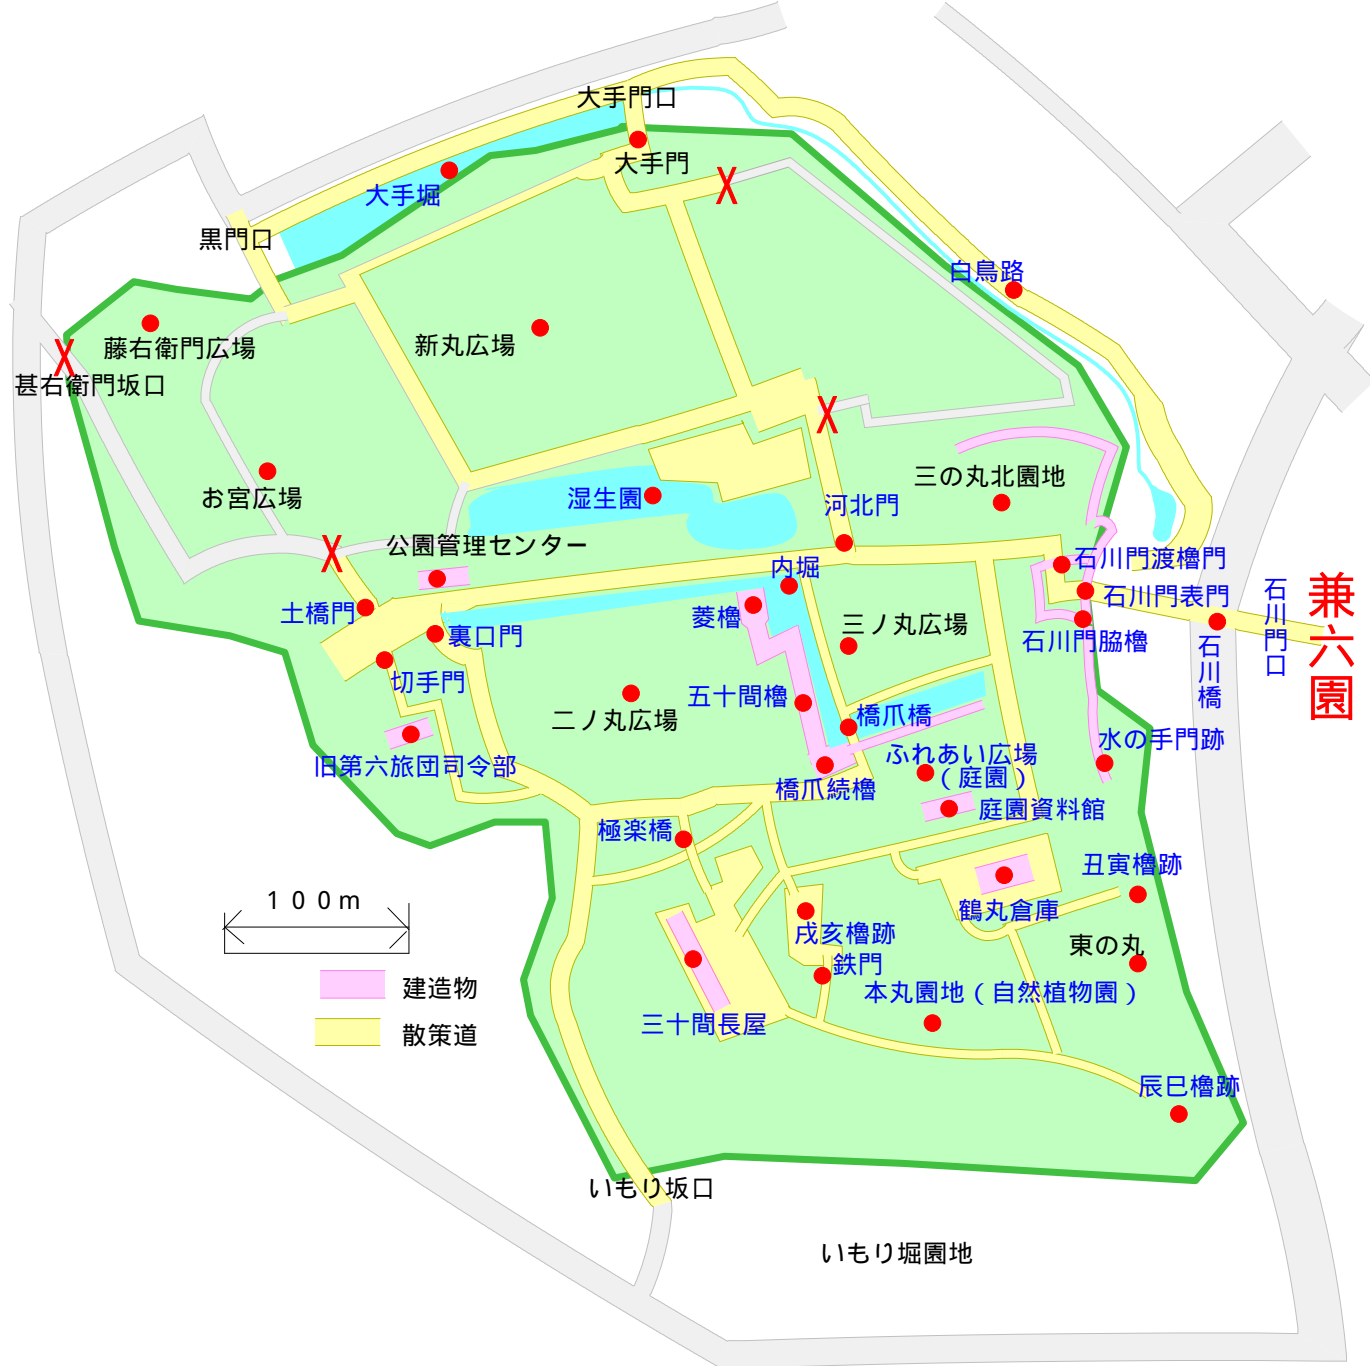 大手門口
大手門
大手堀
黒門口
白鳥路
藤右衛門広場
新丸広場
甚右衛門坂口
三の丸北園地
お宮広場
湿生園
河北門
公園管理センター
石川門渡櫓門
内堀
石川門表門
石川門口
兼六園
土橋門
菱櫓
裏口門
三ノ丸広場
石川門脇櫓
石川橋
切手門
五十間櫓
二ノ丸広場
橋爪橋
水の手門跡
旧第六旅団司令部
ふれあい広場
（庭園）
橋爪続櫓
庭園資料館
極楽橋
丑寅櫓跡
１００ｍ
鶴丸倉庫
戌亥櫓跡
東の丸
鉄門
建造物
本丸園地（自然植物園）
三十間長屋
散策道
辰巳櫓跡
いもり坂口
いもり堀園地